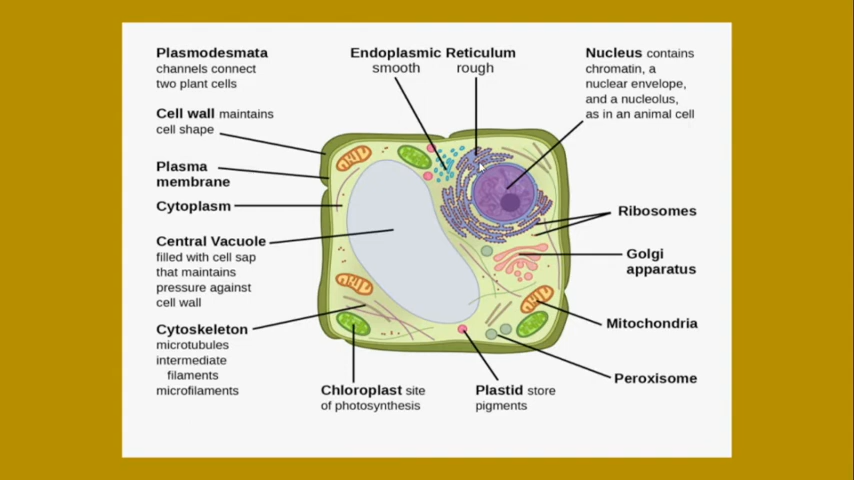 Plasmodesmata
channels connect
two plant cells
Cell wall maintains
cell shape
Plasma
membrane
Cytoplasm
Central Vacuole
filled with cell sap
that maintains
pressure against
cell wall
Cytoskeleton
microtubules
intermediate
filaments
microfilaments
Endoplasmic Reticulum
smooth rough
Nucleus contains
chromatin, a
nuclear envelope,
and a nucleolus,
as in an animal cell
Ribosomes
Golgi
apparatus
Mitochondria
Peroxisome
Chloroplast site
of photosynthesis
Plastid store
pigments